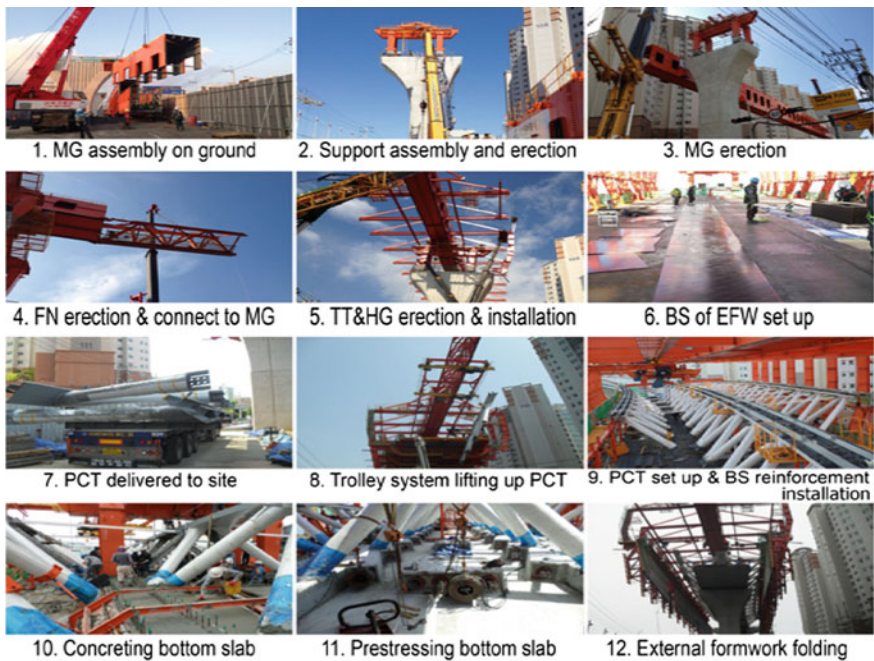 1. MG assembly on ground
2. Support assembly and erection
3. MG erection
4. FN erection & connect to MG
5. TT&HG erection & installation
6. BS of EFW set up
7. PCT delivered to site
8. Trolley system lifting up PCT
9. PCT set up & BS reinforcement
installation
10. Concreting bottom slab
11. Prestressing bottom slab
12. External formwork folding